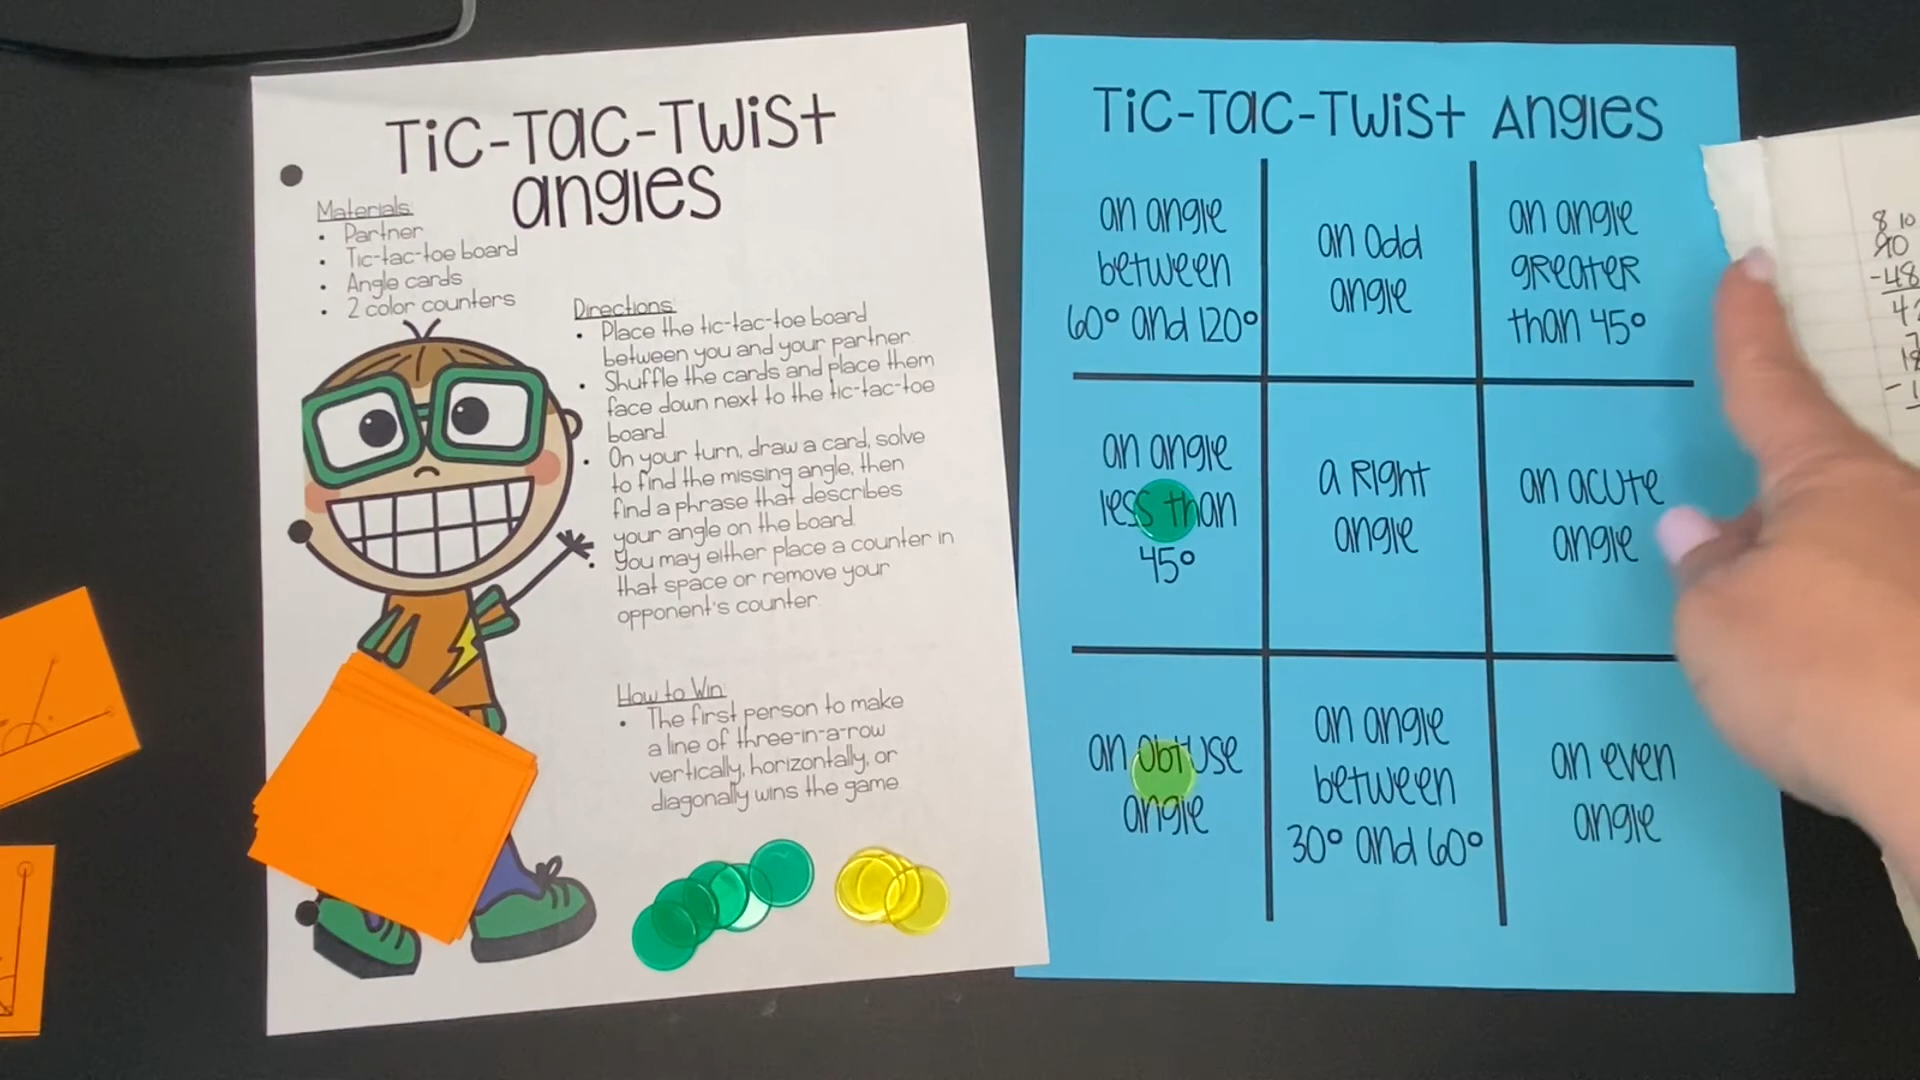 Tic-Tac-Twist
angles
Materials:
• Partner
• Tic-tac-toe board
• Angle cards
• 2 color counters
Directions:
• Place the tic-tac-toe board
between you and your partner.
• Shuffle the cards and place them
face down next to the tic-tac-toe
board.
• On your turn, draw a card, solve
to find the missing angle, then
find a phrase that describes
your angle on the board.
• You may either place a counter in
that space or remove your
opponent's counter.
How to Win:
• The first person to make
a line of three-in-a-row
vertically, horizontally, or
diagonally wins the game.
Tic-Tac-Twist Angles
an angle
between
60° and 120°
an odd
angle
an angle
greater
than 45°
an angle
less than
45°
a right
angle
an acute
angle
an obtuse
angle
an angle
between
30° and 60°
an even
angle
8 10
90
-48
4